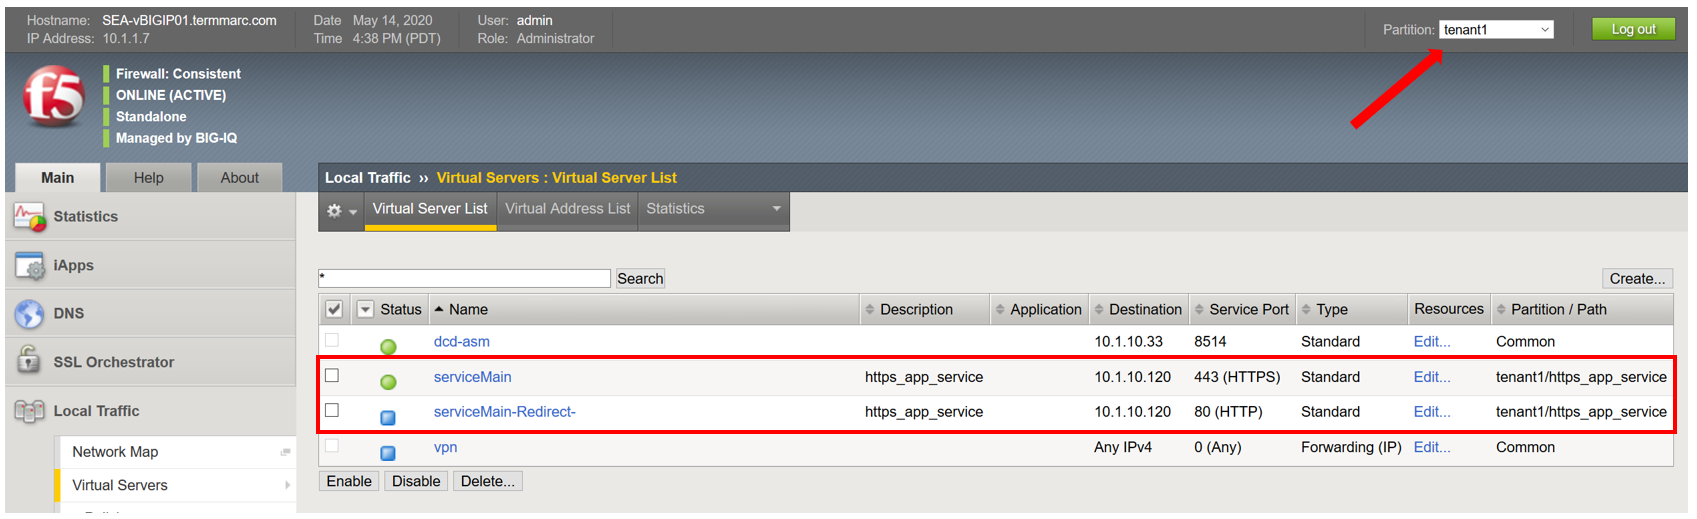 Hostname: SEA-vBIGIP01.termmarc.com Date May 14, 2020 User: admin
IP Address: 10.1.1.7 Time 4:38 PM (PDT) Role: Administrator
Partition: tenant1 Log out
f5
Firewall: Consistent
ONLINE (ACTIVE)
Standalone
Managed by BIG-IQ
Main Help About
Local Traffic ›› Virtual Servers : Virtual Server List
Virtual Server List Virtual Address List Statistics
Statistics
iApps
DNS
SSL Orchestrator
Local Traffic
Network Map
Virtual Servers
* Search Create...
Status Name Description Application Destination Service Port Type Resources Partition / Path
dcd-asm 10.1.10.33 8514 Standard Edit... Common
serviceMain https_app_service 10.1.10.120 443 (HTTPS) Standard Edit... tenant1/https_app_service
serviceMain-Redirect- https_app_service 10.1.10.120 80 (HTTP) Standard Edit... tenant1/https_app_service
vpn Any IPv4 0 (Any) Forwarding (IP) Edit... Common
Enable Disable Delete...